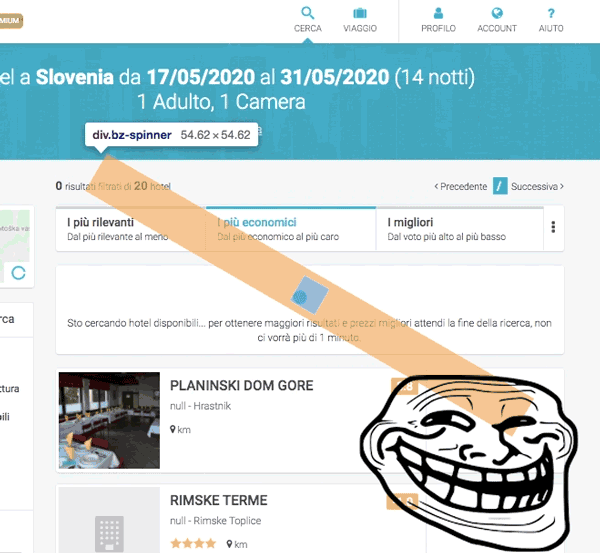 MIUM
CERCA
VIAGGIO
PROFILO
ACCOUNT
AIUTO
el a Slovenia da 17/05/2020 al 31/05/2020 (14 notti)
1 Adulto, 1 Camera
div.bz-spinner 54.62 × 54.62
0 risultati filtrati di 20 hotel
‹ Precedente / Successiva ›
I più rilevanti
Dal più rilevante al meno
I più economici
Dal più economico al più caro
I migliori
Dal voto più alto al più basso
rca
Sto cercando hotel disponibili... per ottenere maggiori risultati e prezzi migliori attendi la fine della ricerca, non
ci vorrà più di 1 minuto.
ttura
bili
PLANINSKI DOM GORE
null - Hrastnik
km
RIMSKE TERME
null - Rimske Toplice
km